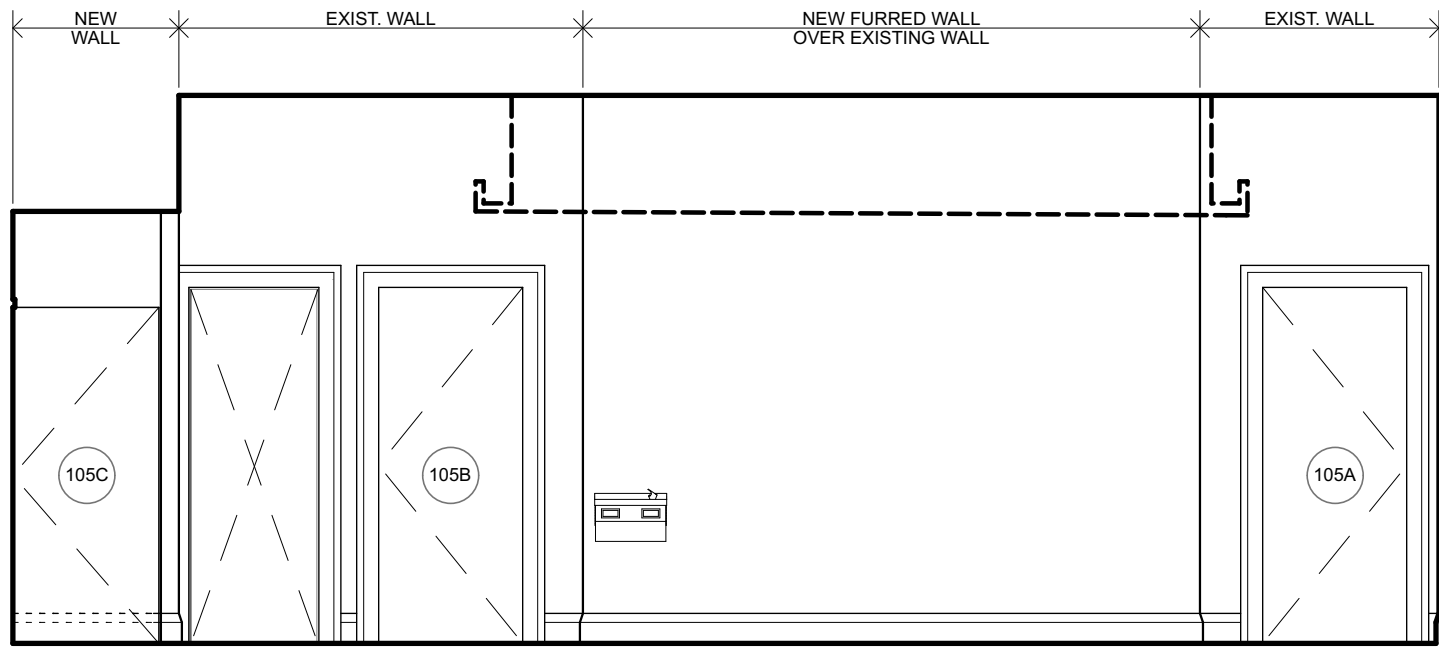 NEW
WALL
EXIST. WALL
NEW FURRED WALL
OVER EXISTING WALL
EXIST. WALL
105C
105B
105A